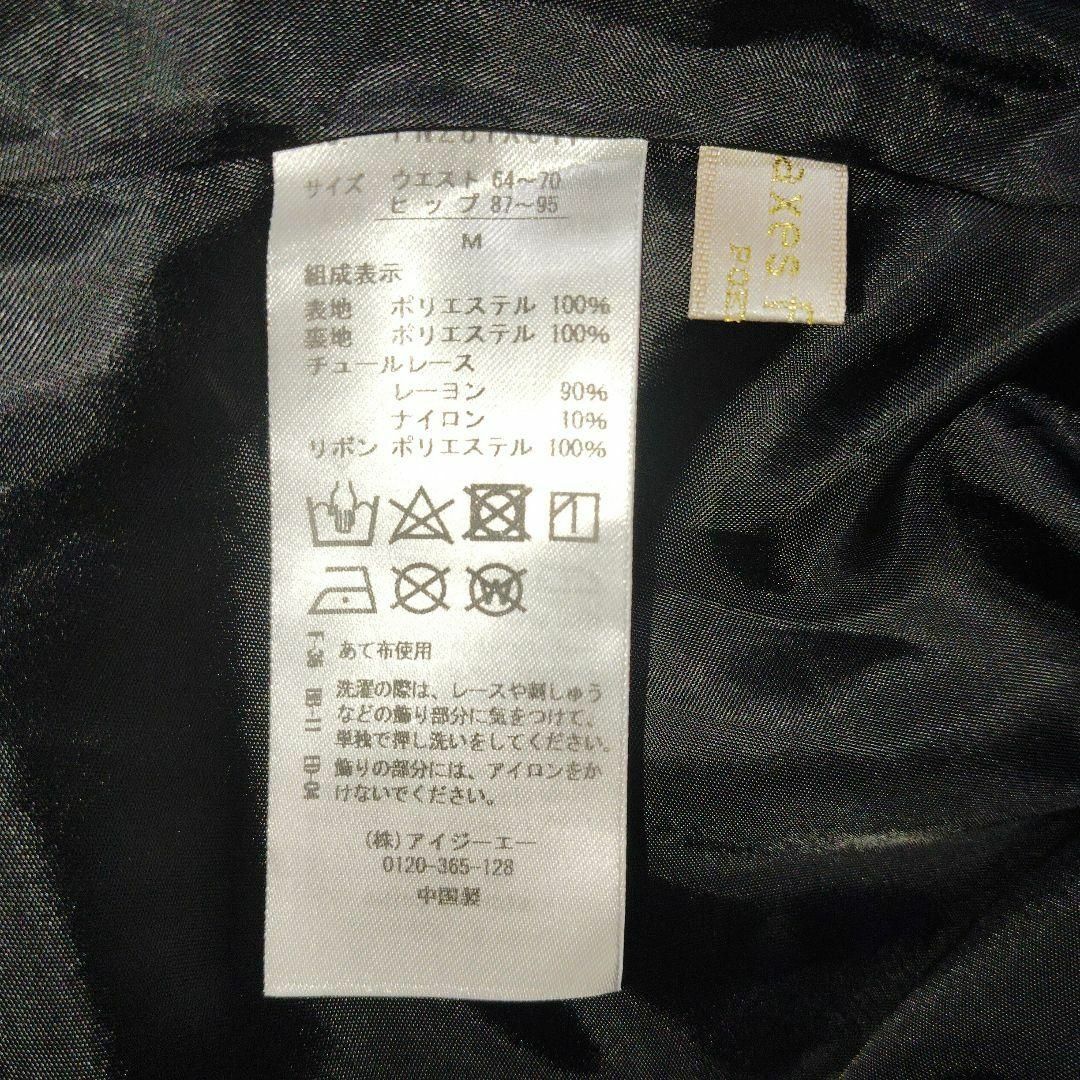 サイズ ウエスト 64～70
ヒップ 87～95
M
組成表示
表地 ポリエステル 100%
裏地 ポリエステル 100%
チュールレース
レーヨン 90%
ナイロン 10%
リボン ポリエステル 100%
W
F-36 あて布使用
洗濯の際は、レースや刺しゅう
などの飾り部分に気をつけて、
単独で押し洗いをしてください。
飾りの部分には、アイロンをか
けないでください。
(株)アイジーエー
0120-365-128
中国製
axes f
POET